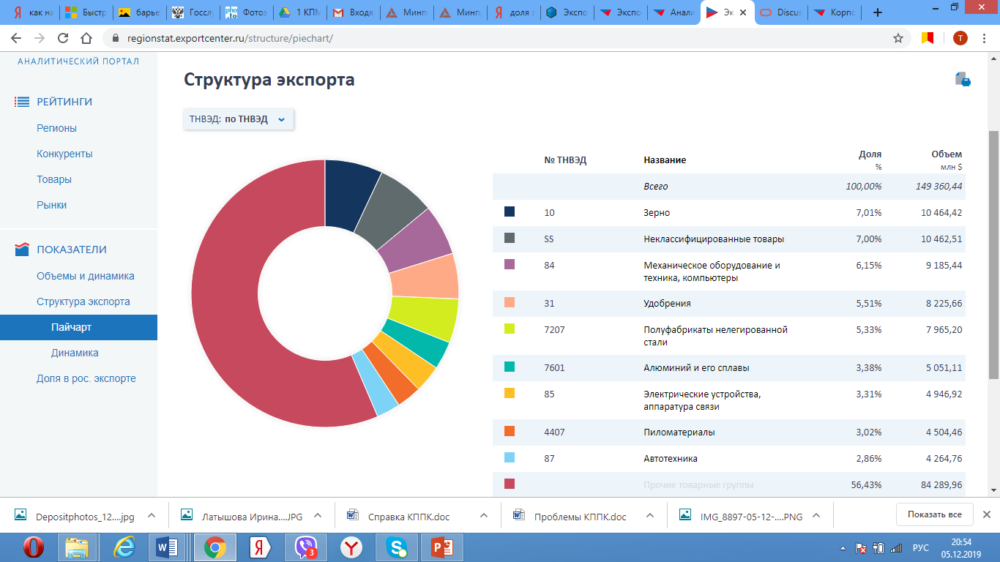 как на
Быстр
барье
Госслу
Фотоз
1 КПМ
Входя
Минпр
Минпр
доля э
Экспо
Экспо
Анали
Эк
Discus
Корпо
regionstat.exportcenter.ru/structure/piechart/
T
АНАЛИТИЧЕСКИЙ ПОРТАЛ
РЕЙТИНГИ
Регионы
Конкуренты
Товары
Рынки
ПОКАЗАТЕЛИ
Объемы и динамика
Структура экспорта
Пайчарт
Динамика
Доля в рос. экспорте
Структура экспорта
ТНВЭД: по ТНВЭД
№ ТНВЭД Название Доля % Объем млн $
Всего 100,00% 149 360,44
10 Зерно 7,01% 10 464,42
SS Неклассифицированные товары 7,00% 10 462,51
84 Механическое оборудование и 6,15% 9 185,44
техника, компьютеры
31 Удобрения 5,51% 8 225,66
7207 Полуфабрикаты нелегированной 5,33% 7 965,20
стали
7601 Алюминий и его сплавы 3,38% 5 051,11
85 Электрические устройства, 3,31% 4 946,92
аппаратура связи
4407 Пиломатериалы 3,02% 4 504,46
87 Автотехника 2,86% 4 264,76
Прочие товарные группы 56,43% 84 289,96
Depositphotos_12....jpg
Латышова Ирина....JPG
Справка КППК.doc
Проблемы КППК.doc
IMG_8897-05-12-....PNG
Показать все
3
РУС
20:54
05.12.2019